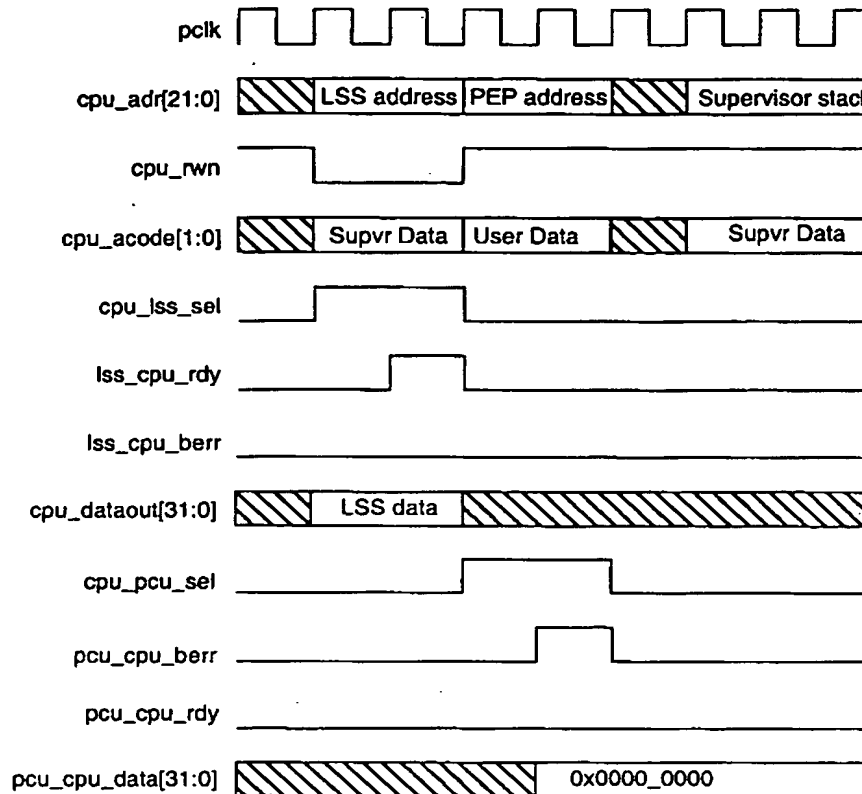 pclk
cpu_adr[21:0] LSS address PEP address Supervisor stack
cpu_rwn
cpu_acode[1:0] Supvr Data User Data Supvr Data
cpu_lss_sel
lss_cpu_rdy
lss_cpu_berr
cpu_dataout[31:0] LSS data
cpu_pcu_sel
pcu_cpu_berr
pcu_cpu_rdy
pcu_cpu_data[31:0] 0x0000_0000